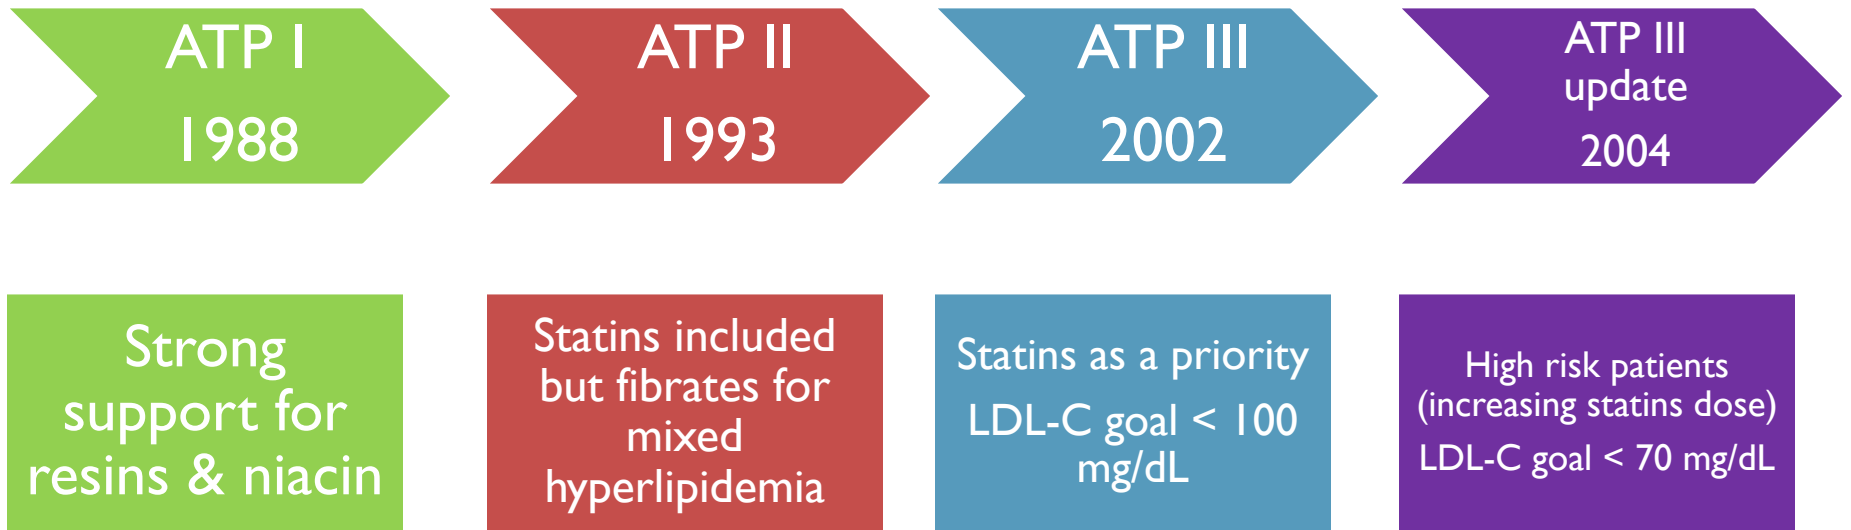 ATP I
1988
ATP II
1993
ATP III
2002
ATP III
update
2004
Strong
support for
resins & niacin
Statins included
but fibrates for
mixed
hyperlipidemia
Statins as a priority
LDL-C goal < 100
mg/dL
High risk patients
(increasing statins dose)
LDL-C goal < 70 mg/dL